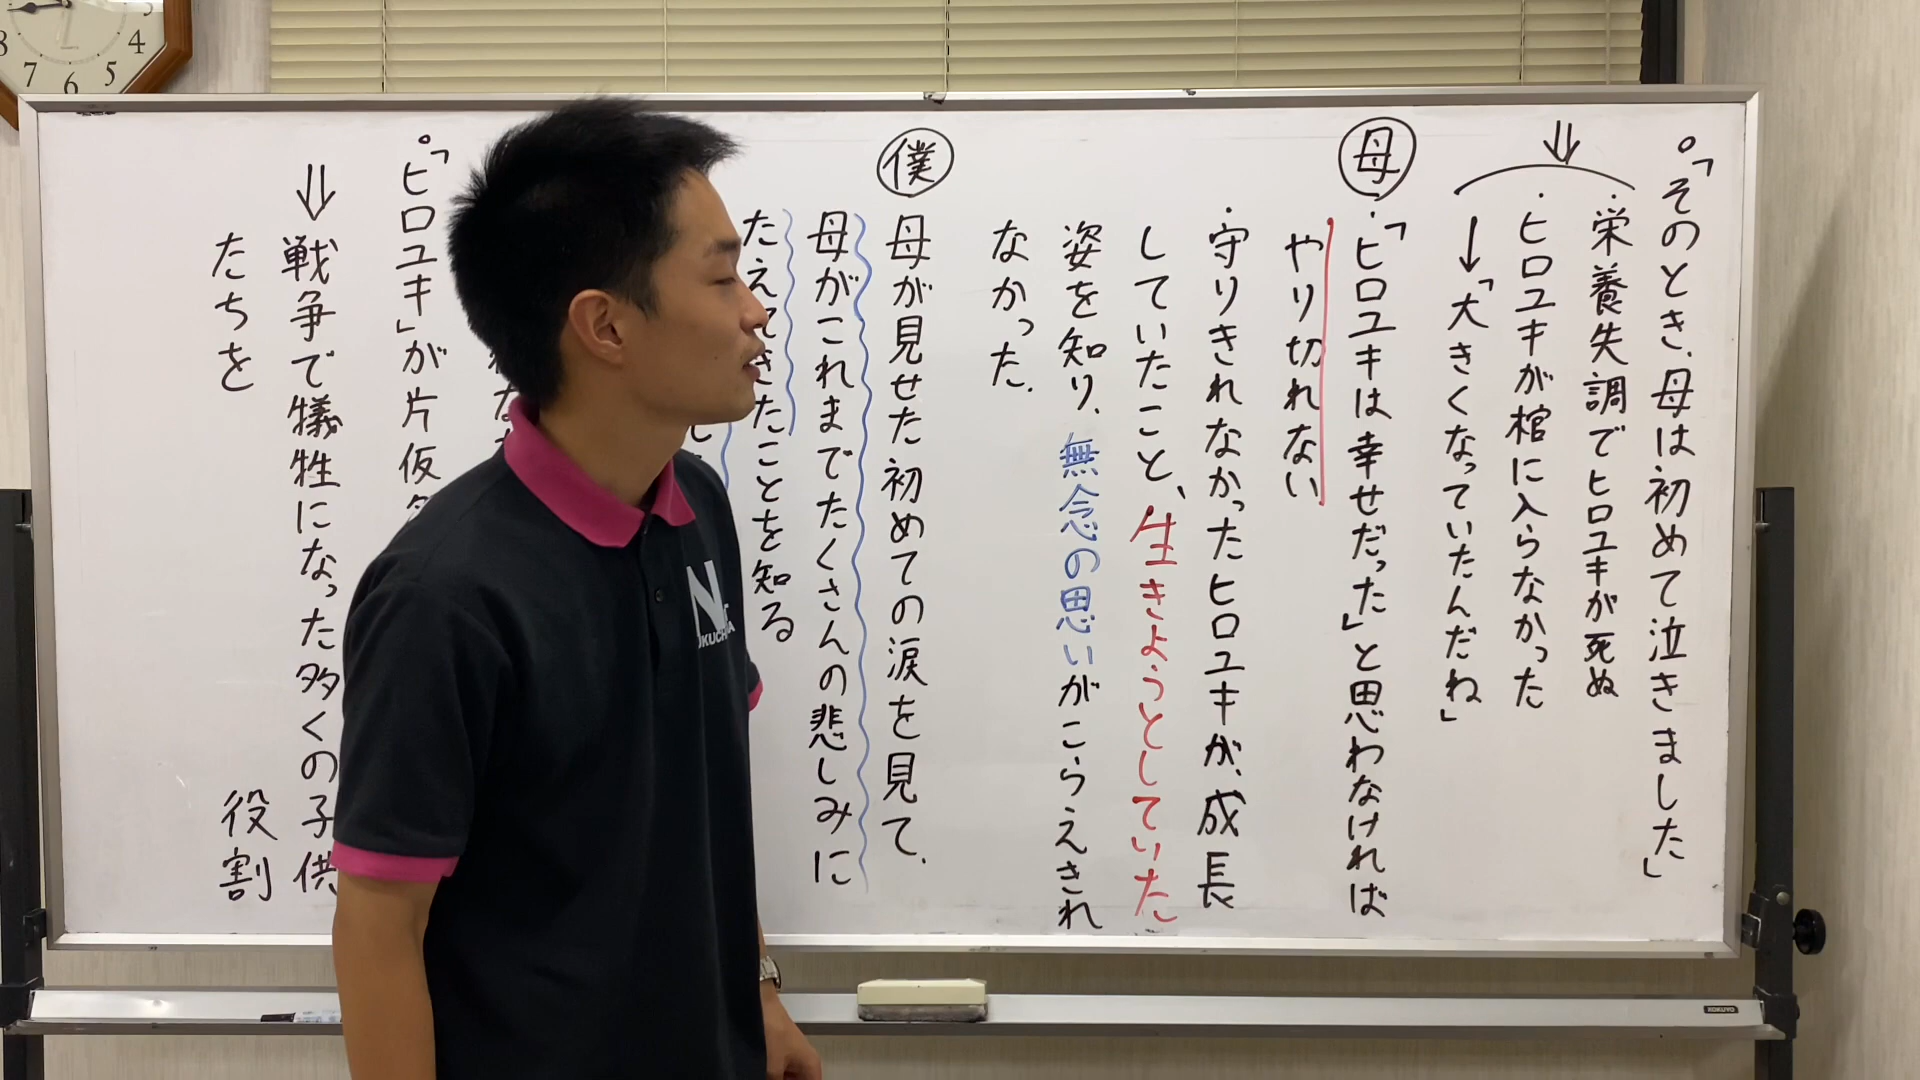 。「そのとき、母は初めて泣きました」
・栄養失調でヒロユキが死ぬ
・ヒロユキが棺に入らなかった
↓「大きくなっていたんだね」
⇓
母
・「ヒロユキは幸せだった」と思わなければ
やり切れない
・守りきれなかったヒロユキが、成長
していたこと、生きようとしていた
姿を知り、無念の思いがこらえきれ
なかった。
僕
母が見せた初めての涙を見て、
母がこれまでたくさんの悲しみに
たえてきたことを知る
。「ヒロユキ」が片仮
⇓戦争で犠牲になった多くの子供
たちを 役割
N
KOKUYO
3
4
5
6
7
8